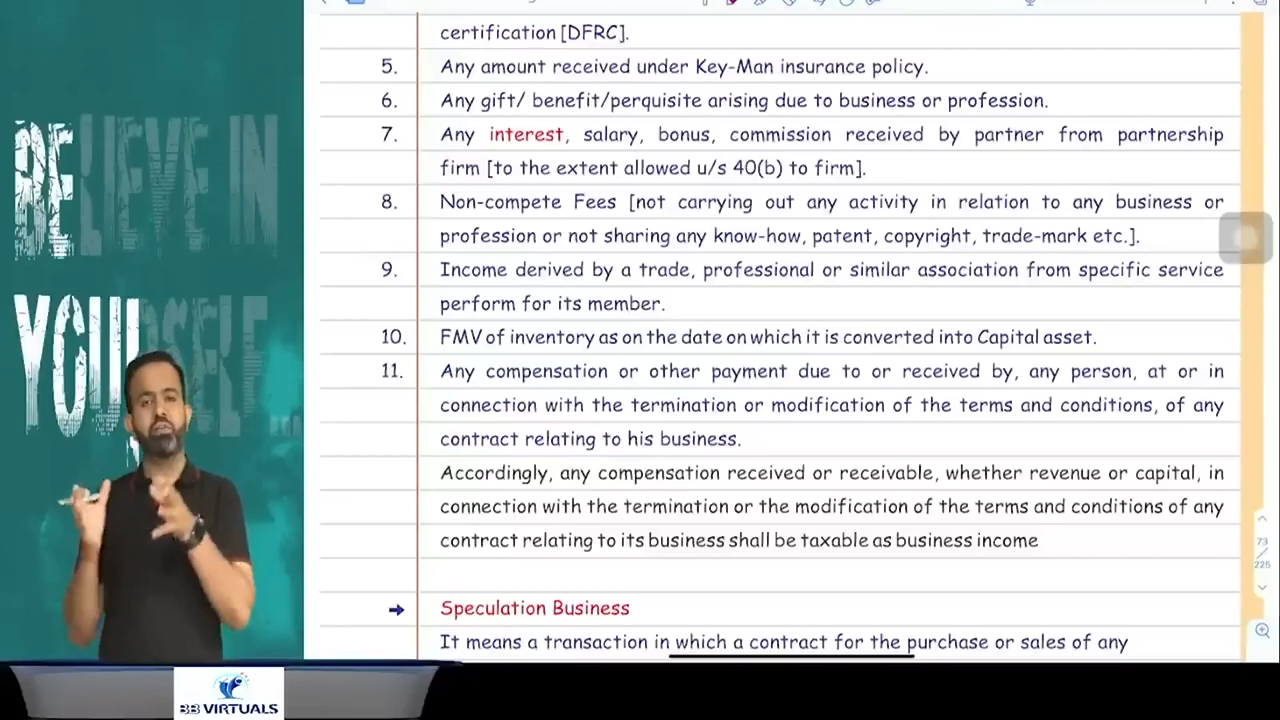 BELIEVE IN
YOURSELF
certification [DFRC].
5. Any amount received under Key-Man insurance policy.
6. Any gift/ benefit/perquisite arising due to business or profession.
7. Any interest, salary, bonus, commission received by partner from partnership
firm [to the extent allowed u/s 40(b) to firm].
8. Non-compete Fees [not carrying out any activity in relation to any business or
profession or not sharing any know-how, patent, copyright, trade-mark etc.].
9. Income derived by a trade, professional or similar association from specific service
perform for its member.
10. FMV of inventory as on the date on which it is converted into Capital asset.
11. Any compensation or other payment due to or received by, any person, at or in
connection with the termination or modification of the terms and conditions, of any
contract relating to his business.
Accordingly, any compensation received or receivable, whether revenue or capital, in
connection with the termination or the modification of the terms and conditions of any
contract relating to its business shall be taxable as business income
→ Speculation Business
It means a transaction in which a contract for the purchase or sales of any
73
/
225
BB VIRTUALS